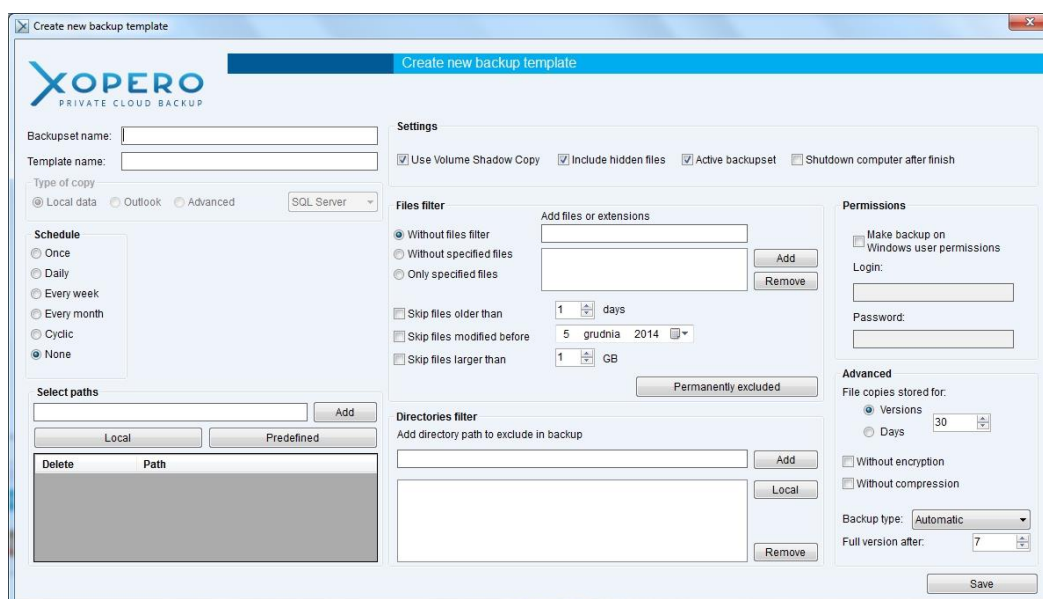 Create new backup template
x
XOPERO
PRIVATE CLOUD BACKUP
Create new backup template
Backupset name:
Template name:
Type of copy
Local data Outlook Advanced SQL Server
Schedule
Once
Daily
Every week
Every month
Cyclic
None
Select paths
Add
Local Predefined
Delete Path
Settings
Use Volume Shadow Copy Include hidden files Active backupset Shutdown computer after finish
Files filter
Add files or extensions
Without files filter
Without specified files
Only specified files
Add
Remove
Skip files older than 1 days
Skip files modified before 5 grudnia 2014
Skip files larger than 1 GB
Permanently excluded
Directories filter
Add directory path to exclude in backup
Add
Local
Remove
Permissions
Make backup on
Windows user permissions
Login:
Password:
Advanced
File copies stored for:
Versions
Days
30
Without encryption
Without compression
Backup type: Automatic
Full version after: 7
Save